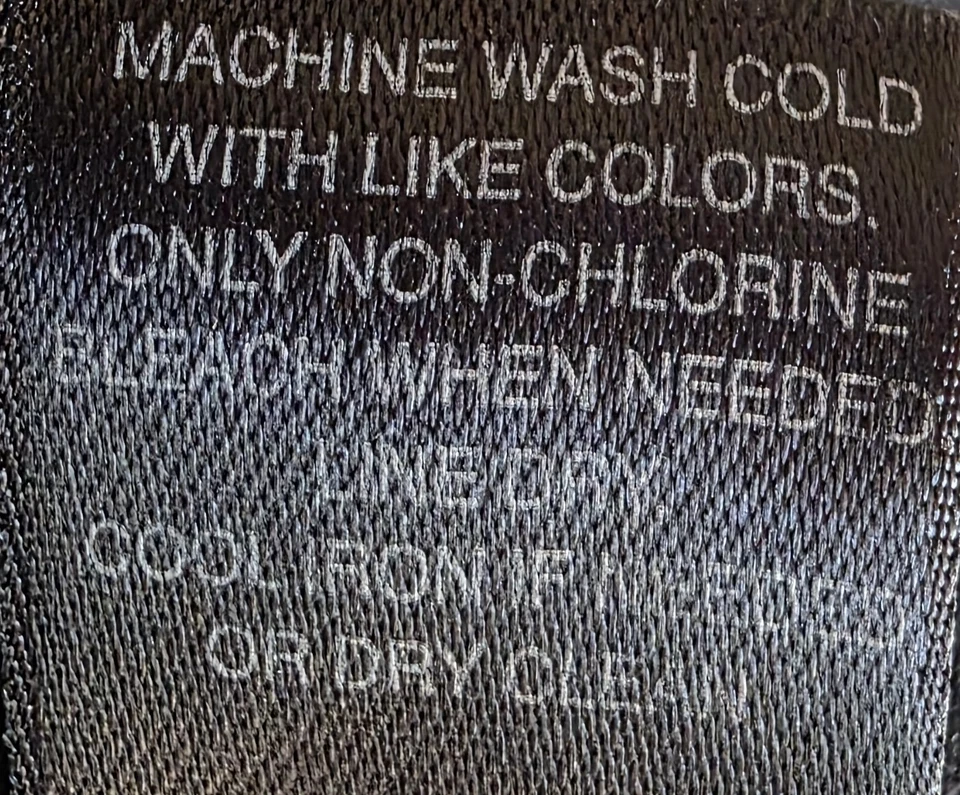 MACHINE WASH COLD
WITH LIKE COLORS.
ONLY NON-CHLORINE
BLEACH WHEN NEEDED
LINE DRY,
COOL IRON IF
OR DRY CLEAN